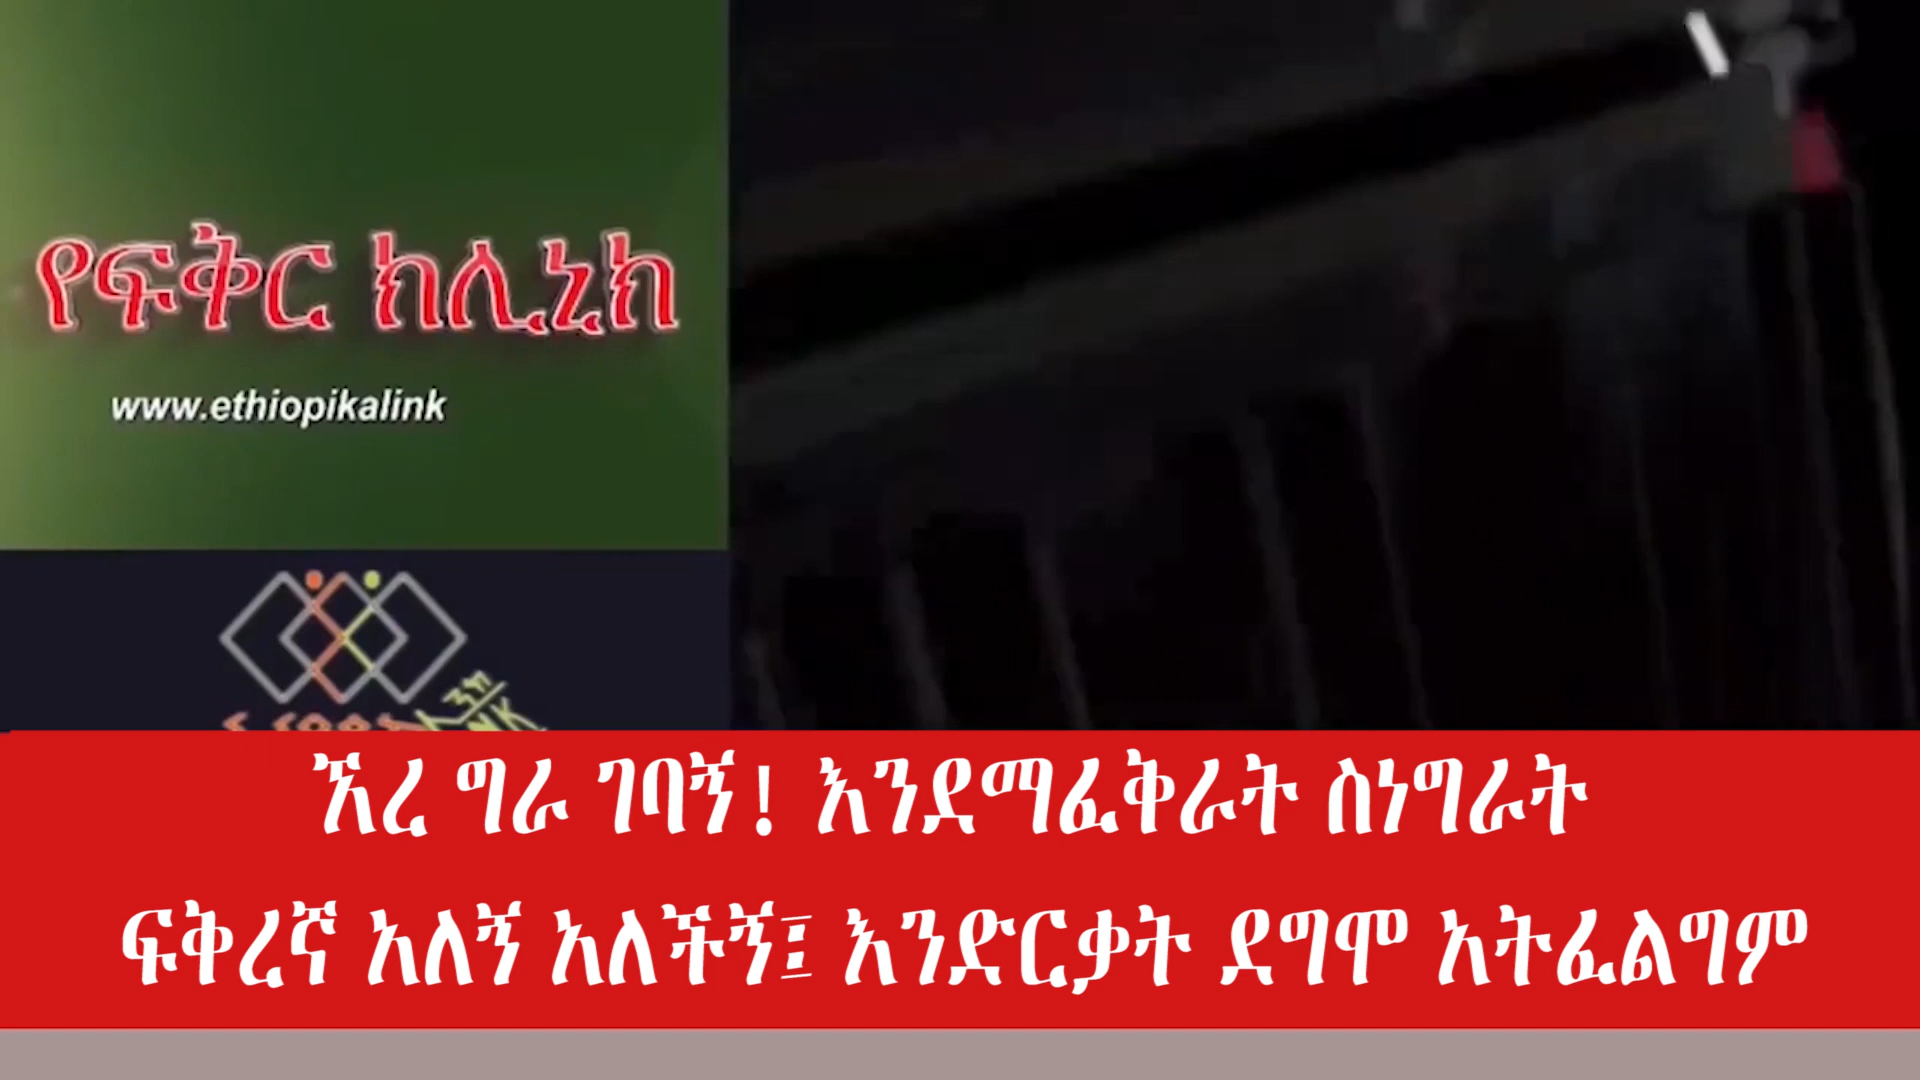 የፍቅር ክሊኒክ
www.ethiopikalink
ኧረ ግራ ገባኝ! እንደማፈቅራት ስነግራት
ፍቅረኛ አለኝ አለችኝ፤ እንድርቃት ደግሞ አትፈልግም